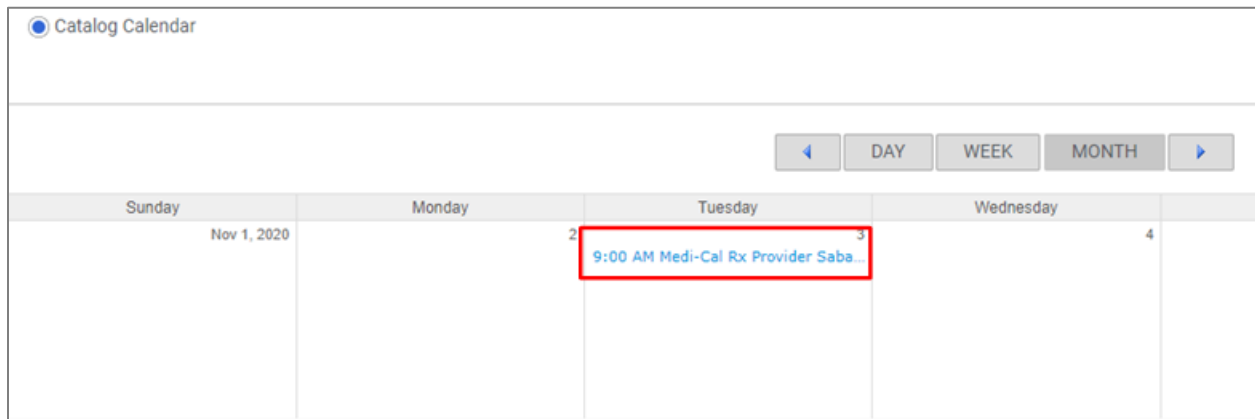 Catalog Calendar
DAY WEEK MONTH
Sunday Monday Tuesday Wednesday
Nov 1, 2020 2 3 4
9:00 AM Medi-Cal Rx Provider Saba...